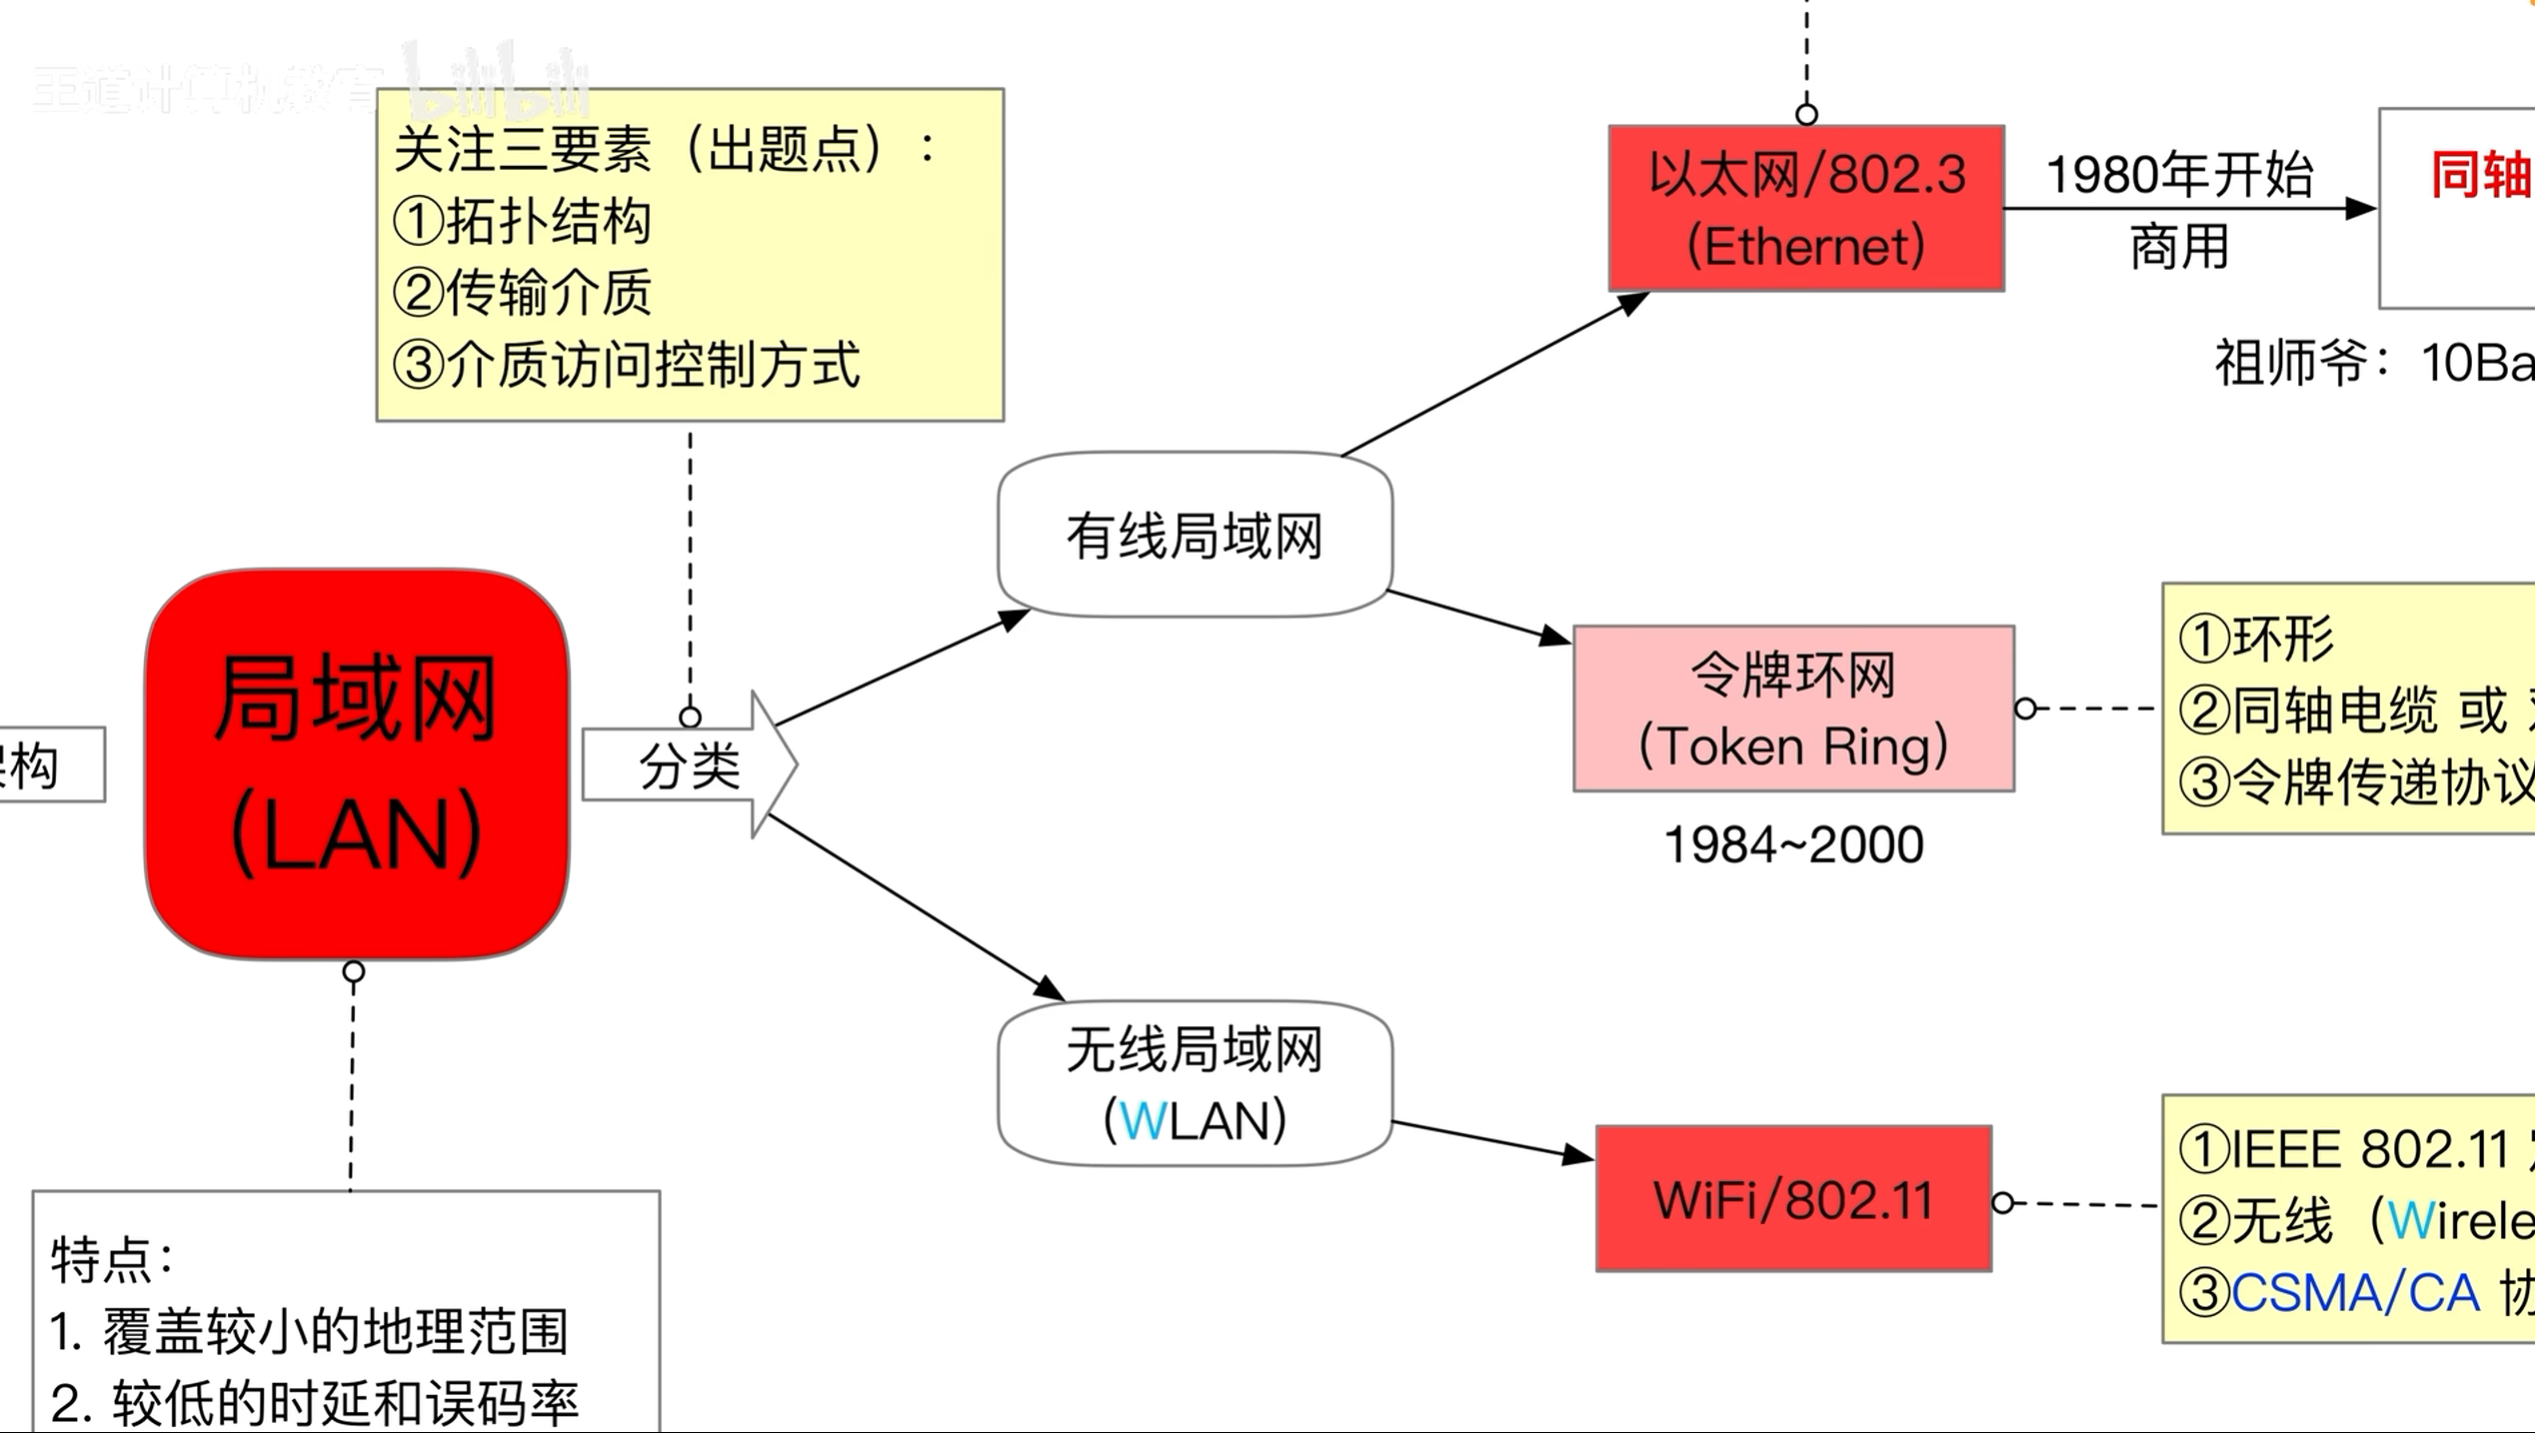 王道计算机教育 bilibili
关注三要素（出题点）：
①拓扑结构
②传输介质
③介质访问控制方式
以太网/802.3
(Ethernet)
1980年开始
商用
同轴
祖师爷：10Ba
有线局域网
局域网
(LAN)
构
分类
令牌环网
(Token Ring)
1984~2000
①环形
②同轴电缆 或
③令牌传递协议
无线局域网
(WLAN)
WiFi/802.11
①IEEE 802.11
②无线（Wirele
③CSMA/CA 协
特点：
1. 覆盖较小的地理范围
2. 较低的时延和误码率